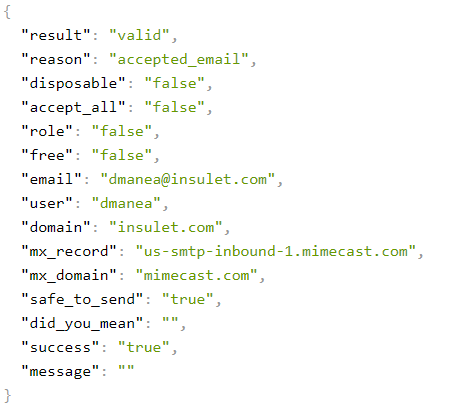 {
  "result": "valid",
  "reason": "accepted_email",
  "disposable": "false",
  "accept_all": "false",
  "role": "false",
  "free": "false",
  "email": "dmanea@insulet.com",
  "user": "dmanea",
  "domain": "insulet.com",
  "mx_record": "us-smtp-inbound-1.mimecast.com",
  "mx_domain": "mimecast.com",
  "safe_to_send": "true",
  "did_you_mean": "",
  "success": "true",
  "message": ""
}